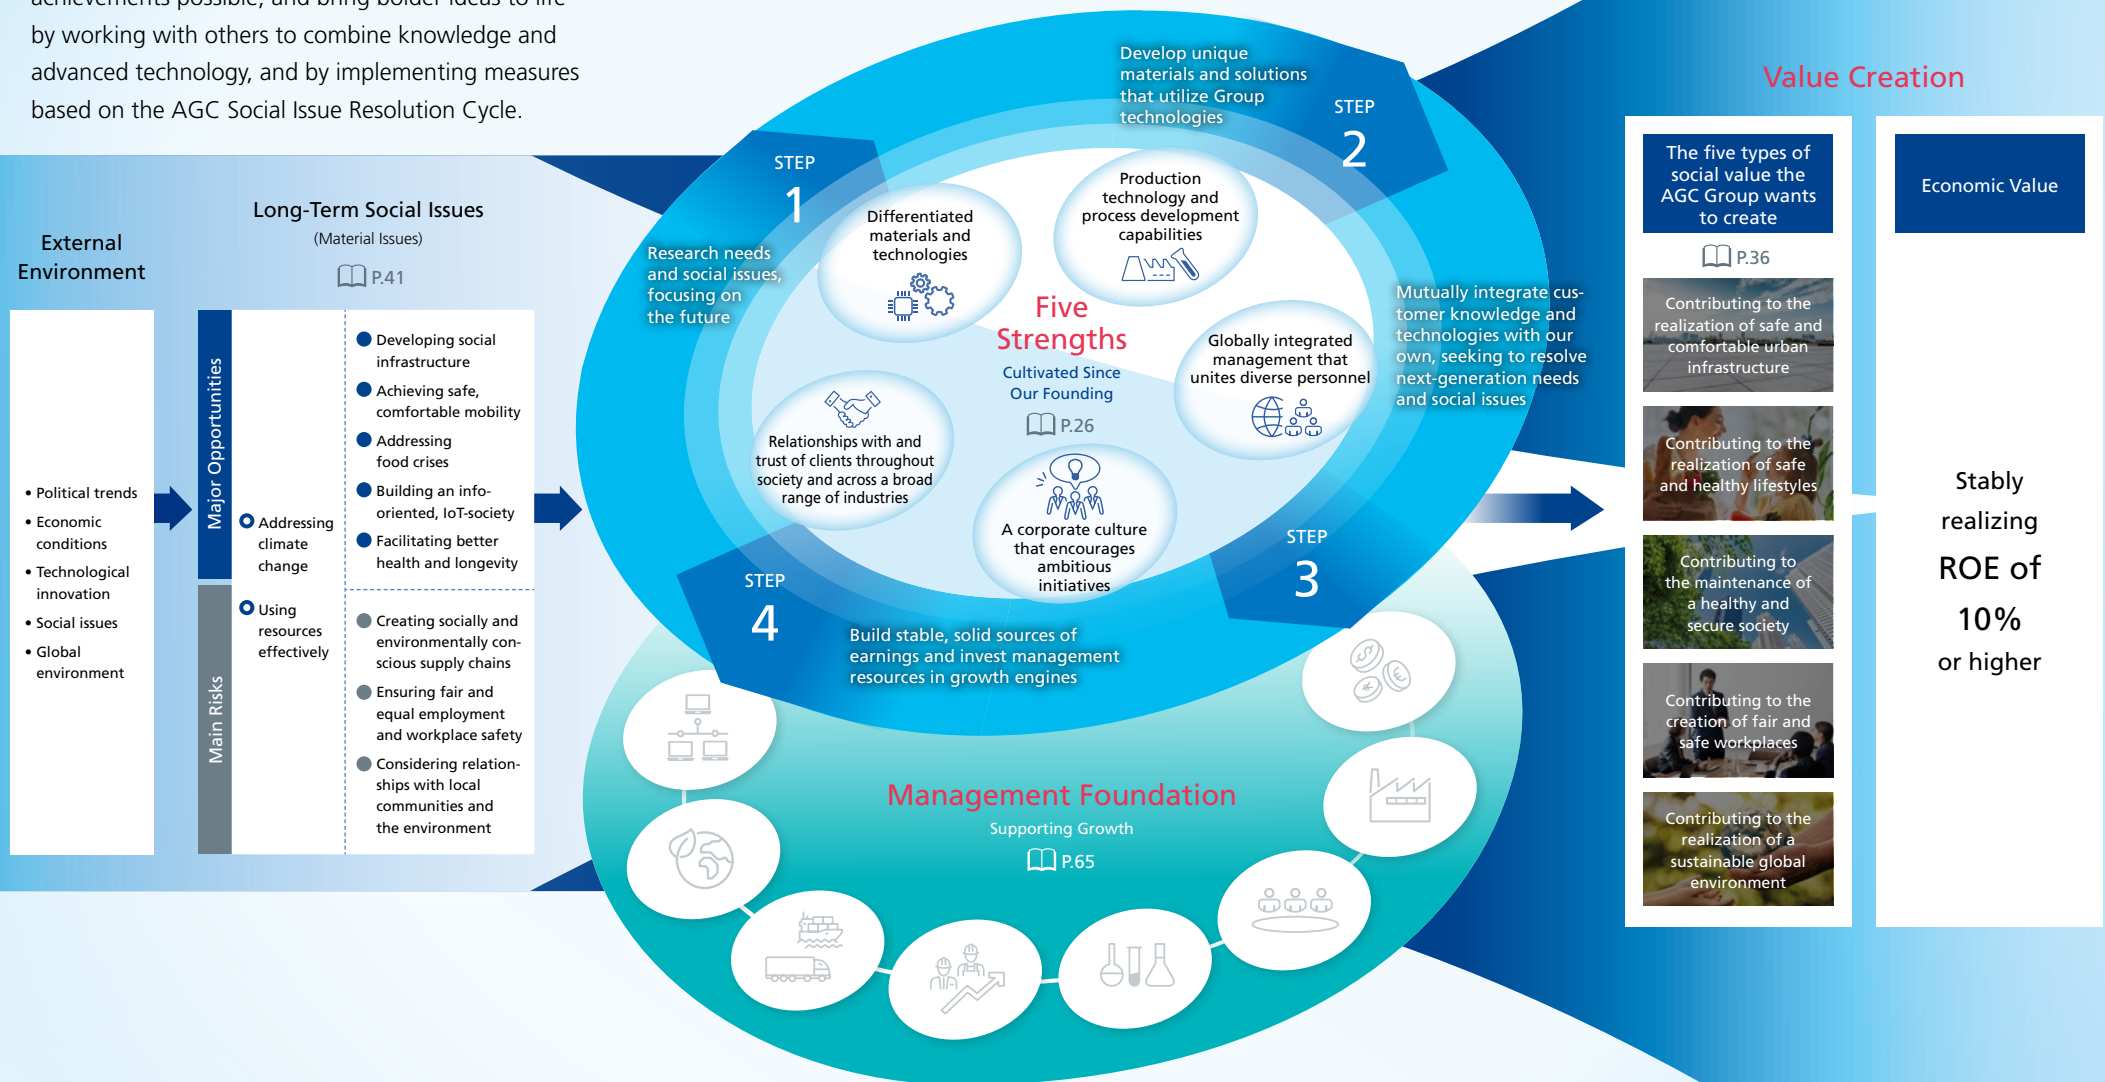 achievements possible, and bring bolder ideas to life
by working with others to combine knowledge and
advanced technology, and by implementing measures
based on the AGC Social Issue Resolution Cycle.
External
Environment
• Political trends
• Economic
conditions
• Technological
innovation
• Social issues
• Global
environment
Long-Term Social Issues
(Material Issues)
P.41
Major Opportunities
Main Risks
Addressing
climate
change
Using
resources
effectively
Developing social
infrastructure
Achieving safe,
comfortable mobility
Addressing
food crises
Building an info-
oriented, IoT-society
Facilitating better
health and longevity
Creating socially and
environmentally con-
scious supply chains
Ensuring fair and
equal employment
and workplace safety
Considering relation-
ships with local
communities and
the environment
STEP
1
Research needs
and social issues,
focusing on
the future
Develop unique
materials and solutions
that utilize Group
technologies
STEP
2
Mutually integrate cus-
tomer knowledge and
technologies with our
own, seeking to resolve
next-generation needs
and social issues
STEP
3
STEP
4
Build stable, solid sources of
earnings and invest management
resources in growth engines
Differentiated
materials and
technologies
Production
technology and
process development
capabilities
Five
Strengths
Cultivated Since
Our Founding
P.26
Globally integrated
management that
unites diverse personnel
Relationships with and
trust of clients throughout
society and across a broad
range of industries
A corporate culture
that encourages
ambitious
initiatives
Management Foundation
Supporting Growth
P.65
Value Creation
The five types of
social value the
AGC Group wants
to create
P.36
Contributing to the
realization of safe and
comfortable urban
infrastructure
Contributing to the
realization of safe
and healthy lifestyles
Contributing to
the maintenance of
a healthy and
secure society
Contributing to the
creation of fair and
safe workplaces
Contributing to the
realization of a
sustainable global
environment
Economic Value
Stably
realizing
ROE of
10%
or higher